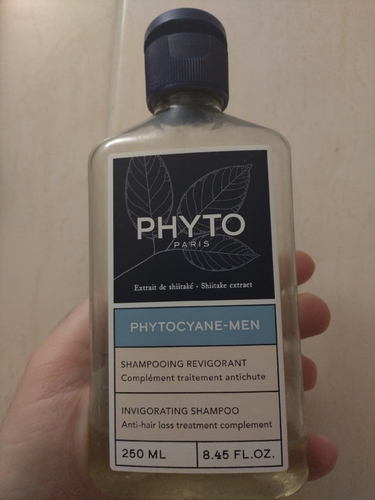 PHYTO
PARIS
Extrait de shiitaké - Shiitake extract
PHYTOCYANE-MEN
SHAMPOOING REVIGORANT
Complément traitement antichute
INVIGORATING SHAMPOO
Anti-hair loss treatment complement
250 ML 8.45 FL.OZ.